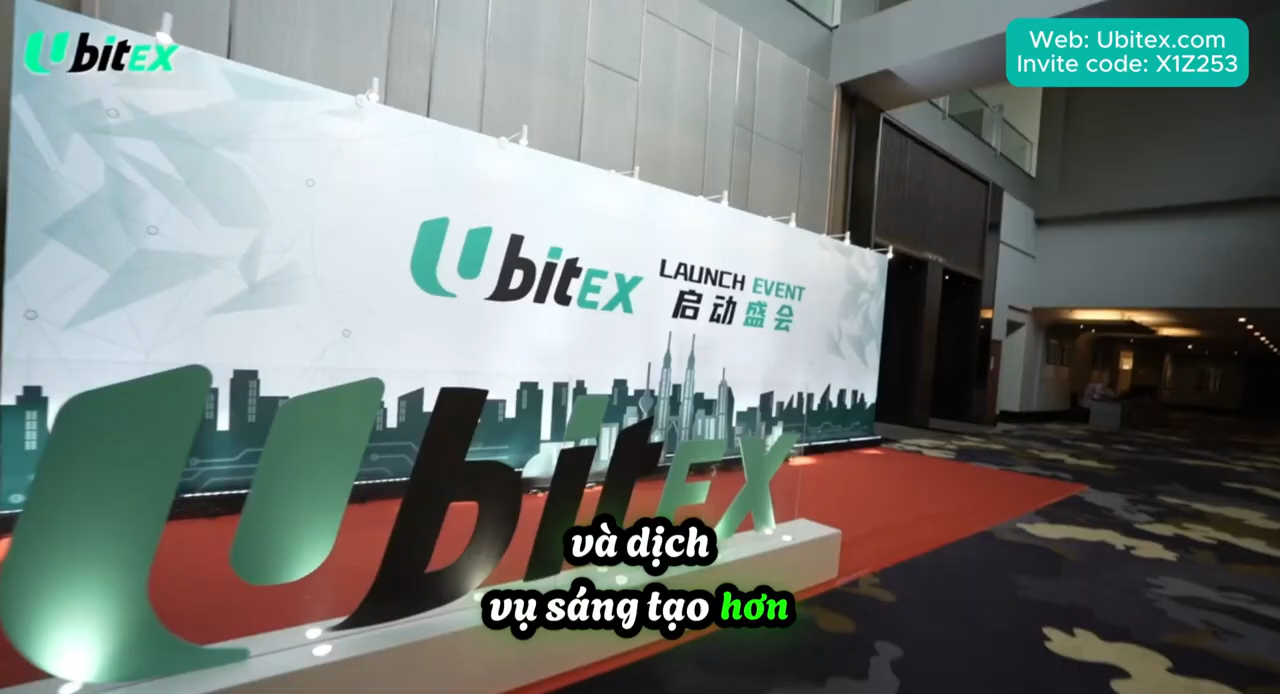 UbitEX
Web: Ubitex.com
Invite code: X1Z253
UbitEX
LAUNCH EVENT
启动盛会
UbitEX
và dịch
vụ sáng tạo hơn